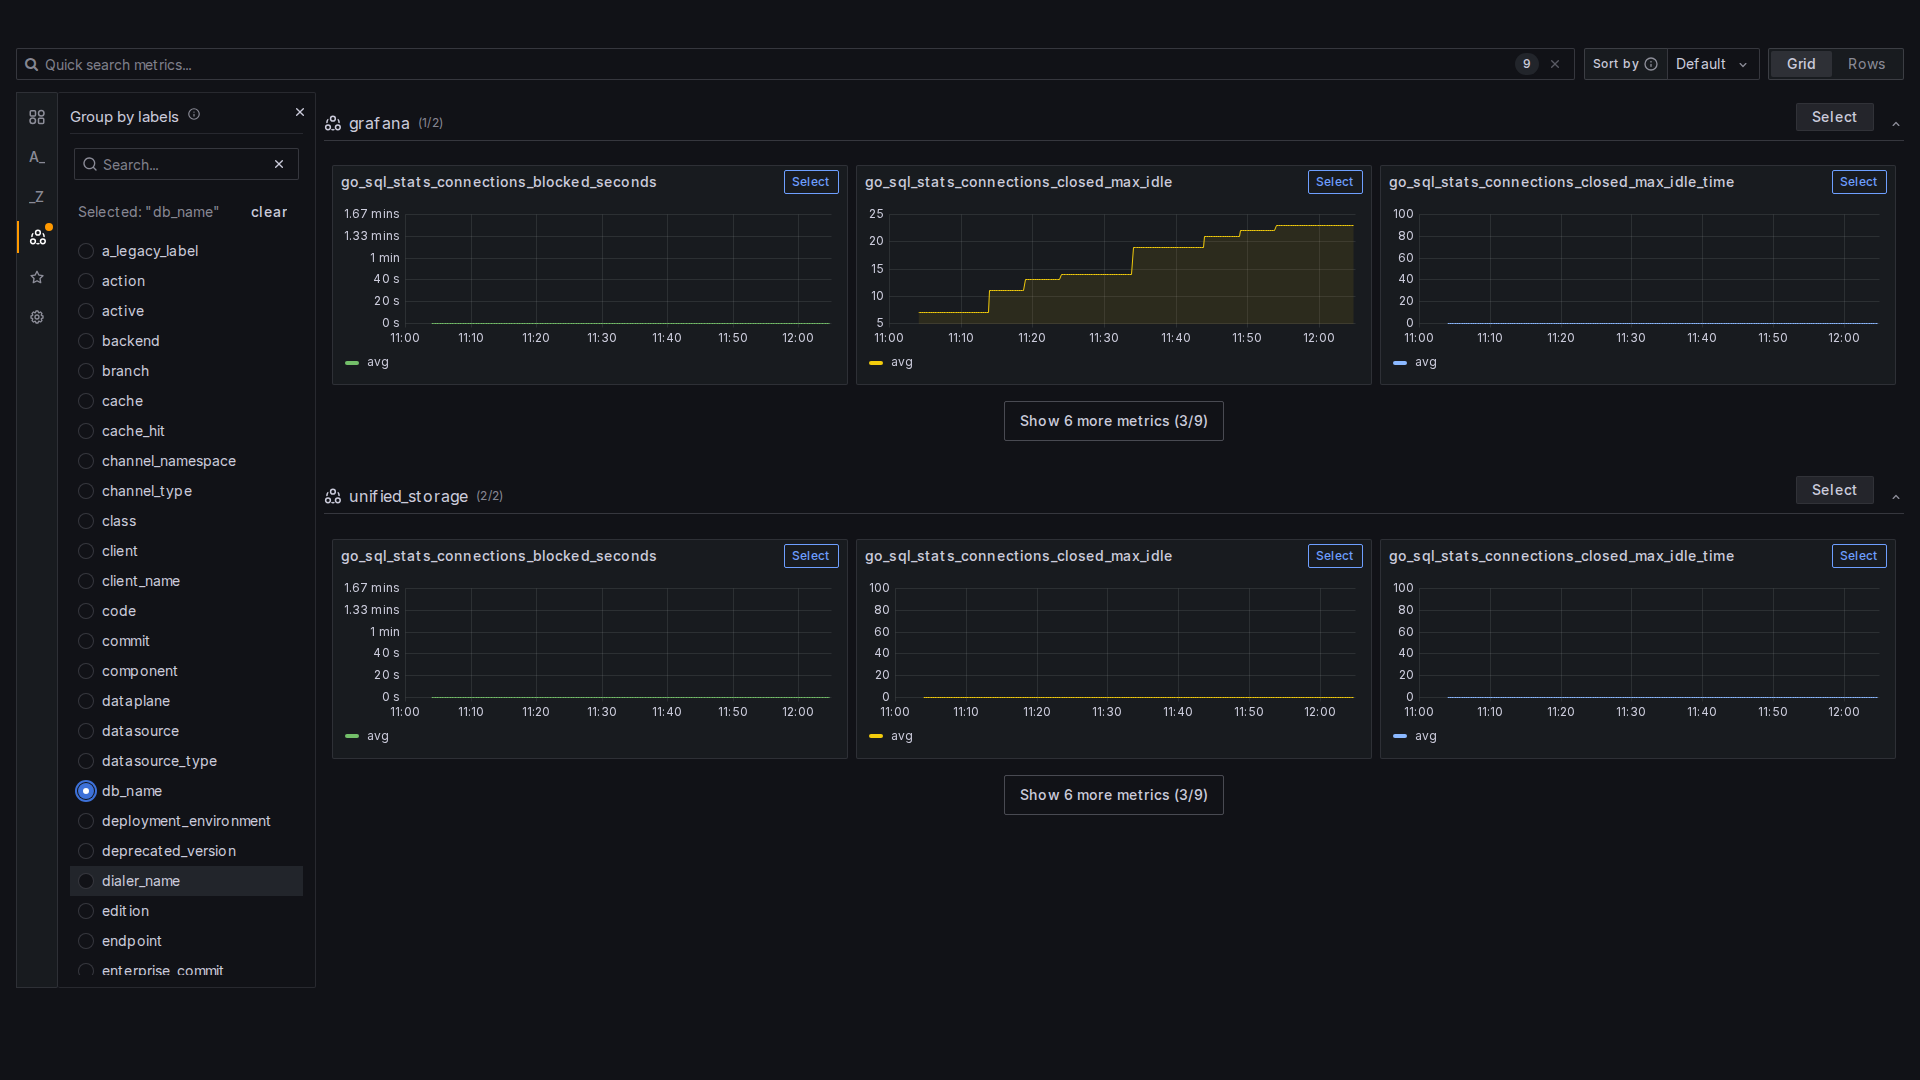 Quick search metrics...
9
Sort by
Default
Grid
Rows
Group by labels
Search...
Selected: "db_name"
clear
a_legacy_label
action
active
backend
branch
cache
cache_hit
channel_namespace
channel_type
class
client
client_name
code
commit
component
dataplane
datasource
datasource_type
db_name
deployment_environment
deprecated_version
dialer_name
edition
endpoint
enterprise_commit
A_
_Z
grafana (1/2)
Select
go_sql_stats_connections_blocked_seconds
Select
1.67 mins
1.33 mins
1 min
40 s
20 s
0 s
11:00 11:10 11:20 11:30 11:40 11:50 12:00
avg
go_sql_stats_connections_closed_max_idle
Select
25
20
15
10
5
11:00 11:10 11:20 11:30 11:40 11:50 12:00
avg
go_sql_stats_connections_closed_max_idle_time
Select
100
80
60
40
20
0
11:00 11:10 11:20 11:30 11:40 11:50 12:00
avg
Show 6 more metrics (3/9)
unified_storage (2/2)
Select
go_sql_stats_connections_blocked_seconds
Select
1.67 mins
1.33 mins
1 min
40 s
20 s
0 s
11:00 11:10 11:20 11:30 11:40 11:50 12:00
avg
go_sql_stats_connections_closed_max_idle
Select
100
80
60
40
20
0
11:00 11:10 11:20 11:30 11:40 11:50 12:00
avg
go_sql_stats_connections_closed_max_idle_time
Select
100
80
60
40
20
0
11:00 11:10 11:20 11:30 11:40 11:50 12:00
avg
Show 6 more metrics (3/9)